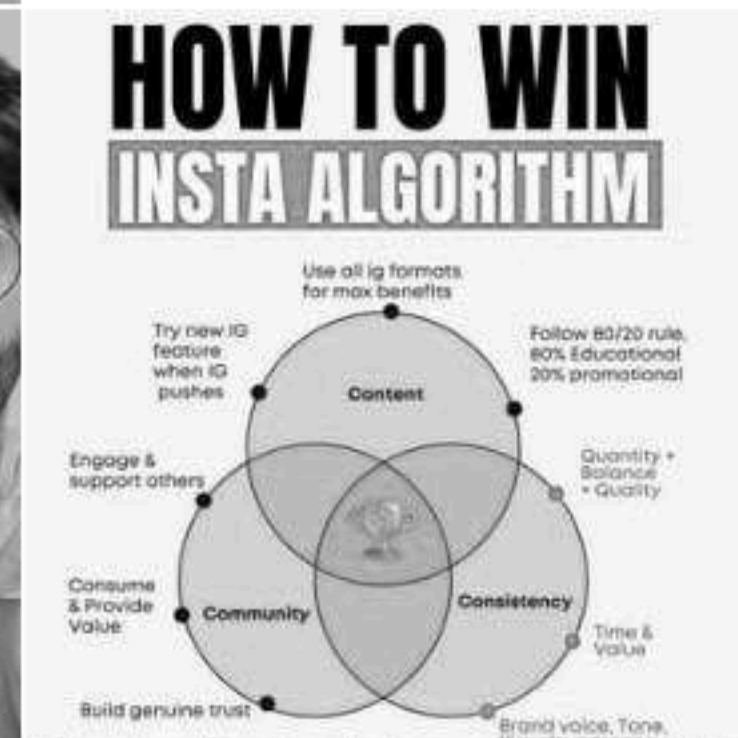 HOW TO WIN
INSTA ALGORITHM
Use all ig formats
for max benefits
Try new IG
feature
when IG
pushes
Follow 80/20 rule,
80% Educational
20% promotional
Content
Engage &
support others
Quantity +
Balance
+ Quality
Consume
& Provide
Value
Community
Consistency
Time &
Value
Build genuine trust
Brand voice, Tone,